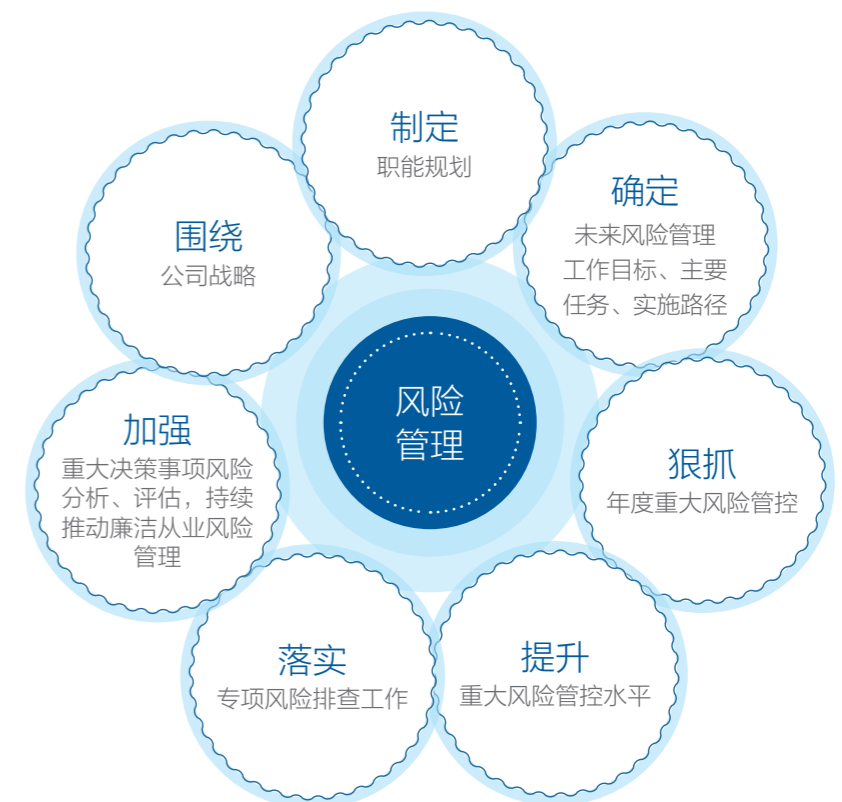 制定
职能规划
确定
未来风险管理
工作目标、主要
任务、实施路径
狠抓
年度重大风险管控
提升
重大风险管控水平
落实
专项风险排查工作
加强
重大决策事项风险
分析、评估，持续
推动廉洁从业风险
管理
围绕
公司战略
风险
管理